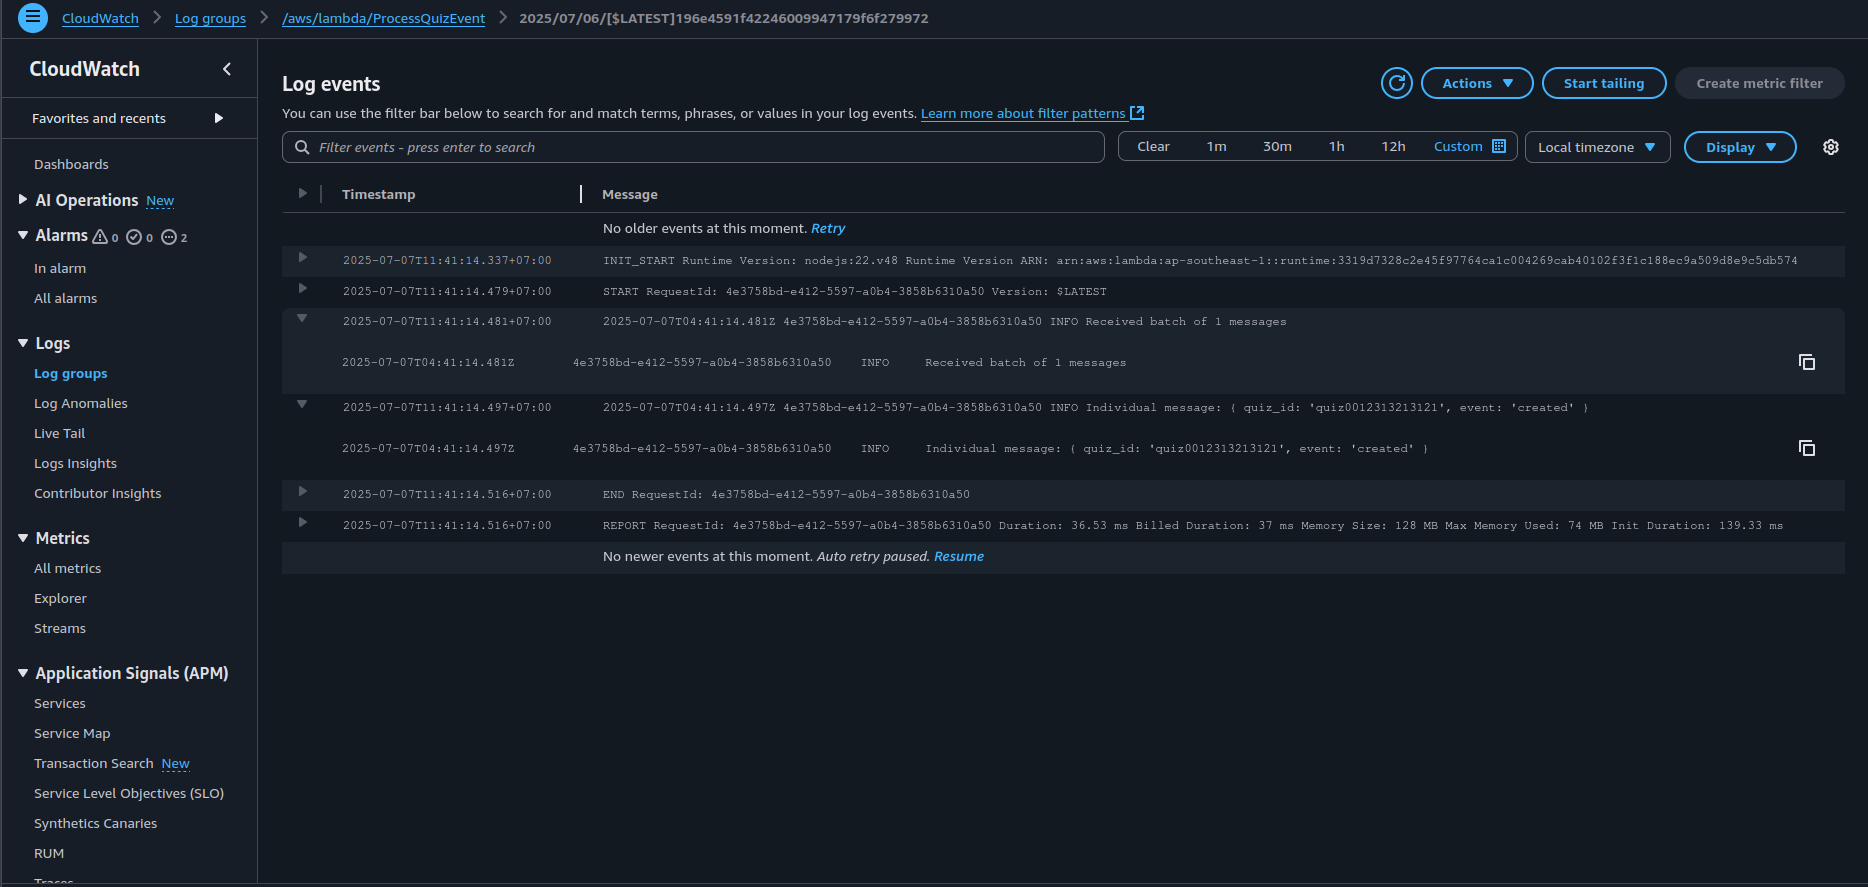 CloudWatch
Log groups
/aws/lambda/ProcessQuizEvent
2025/07/06/[$LATEST]196e4591f42246009947179f6f279972
CloudWatch
Favorites and recents
Dashboards
AI Operations New
Alarms 0 0 2
In alarm
All alarms
Logs
Log groups
Log Anomalies
Live Tail
Logs Insights
Contributor Insights
Metrics
All metrics
Explorer
Streams
Application Signals (APM)
Services
Service Map
Transaction Search New
Service Level Objectives (SLO)
Synthetics Canaries
RUM
Traces
Log events
Actions
Start tailing
Create metric filter
You can use the filter bar below to search for and match terms, phrases, or values in your log events. Learn more about filter patterns
Filter events - press enter to search
Clear 1m 30m 1h 12h Custom
Local timezone
Display
Timestamp Message
No older events at this moment. Retry
2025-07-07T11:41:14.337+07:00 INIT_START Runtime Version: nodejs:22.v48 Runtime Version ARN: arn:aws:lambda:ap-southeast-1::runtime:3319d7328c2e45f97764ca1c004269cab40102f3f1c188ec9a509d8e9c5db574
2025-07-07T11:41:14.479+07:00 START RequestId: 4e3758bd-e412-5597-a0b4-3858b6310a50 Version: $LATEST
2025-07-07T11:41:14.481+07:00 2025-07-07T04:41:14.481Z 4e3758bd-e412-5597-a0b4-3858b6310a50 INFO Received batch of 1 messages
2025-07-07T04:41:14.481Z 4e3758bd-e412-5597-a0b4-3858b6310a50 INFO Received batch of 1 messages
2025-07-07T11:41:14.497+07:00 2025-07-07T04:41:14.497Z 4e3758bd-e412-5597-a0b4-3858b6310a50 INFO Individual message: { quiz_id: 'quiz0012313213121', event: 'created' }
2025-07-07T04:41:14.497Z 4e3758bd-e412-5597-a0b4-3858b6310a50 INFO Individual message: { quiz_id: 'quiz0012313213121', event: 'created' }
2025-07-07T11:41:14.516+07:00 END RequestId: 4e3758bd-e412-5597-a0b4-3858b6310a50
2025-07-07T11:41:14.516+07:00 REPORT RequestId: 4e3758bd-e412-5597-a0b4-3858b6310a50 Duration: 36.53 ms Billed Duration: 37 ms Memory Size: 128 MB Max Memory Used: 74 MB Init Duration: 139.33 ms
No newer events at this moment. Auto retry paused. Resume